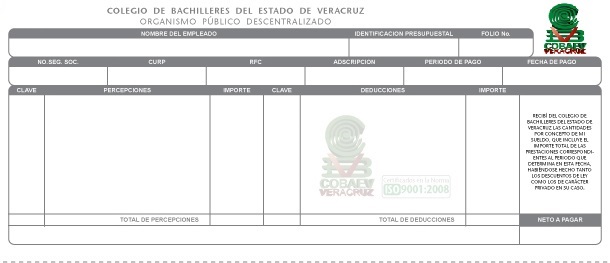 COLEGIO DE BACHILLERES DEL ESTADO DE VERACRUZ
ORGANISMO PÚBLICO DESCENTRALIZADO
NOMBRE DEL EMPLEADO IDENTIFICACION PRESUPUESTAL FOLIO No.
COBAEV
VERACRUZ
NO.SEG. SOC. CURP RFC ADSCRIPCION PERIODO DE PAGO FECHA DE PAGO
CLAVE PERCEPCIONES IMPORTE CLAVE DEDUCCIONES IMPORTE
RECIBÍ DEL COLEGIO DE
BACHILLERES DEL ESTADO DE
VERACRUZ LAS CANTIDADES
POR CONCEPTO DE MI
SUELDO, QUE INCLUYE EL
IMPORTE TOTAL DE LAS
PRESTACIONES CORRESPONDI-
ENTES AL PERIODO QUE
DETERMINA EN ESTA FECHA,
HABIÉNDOSE HECHO TANTO
LOS DESCUENTOS DE LEY
COMO LOS DE CARÁCTER
PRIVADO EN SU CASO.
COBAEV
VERACRUZ
Certificados en la Norma
ISO 9001:2008
TOTAL DE PERCEPCIONES TOTAL DE DEDUCCIONES NETO A PAGAR